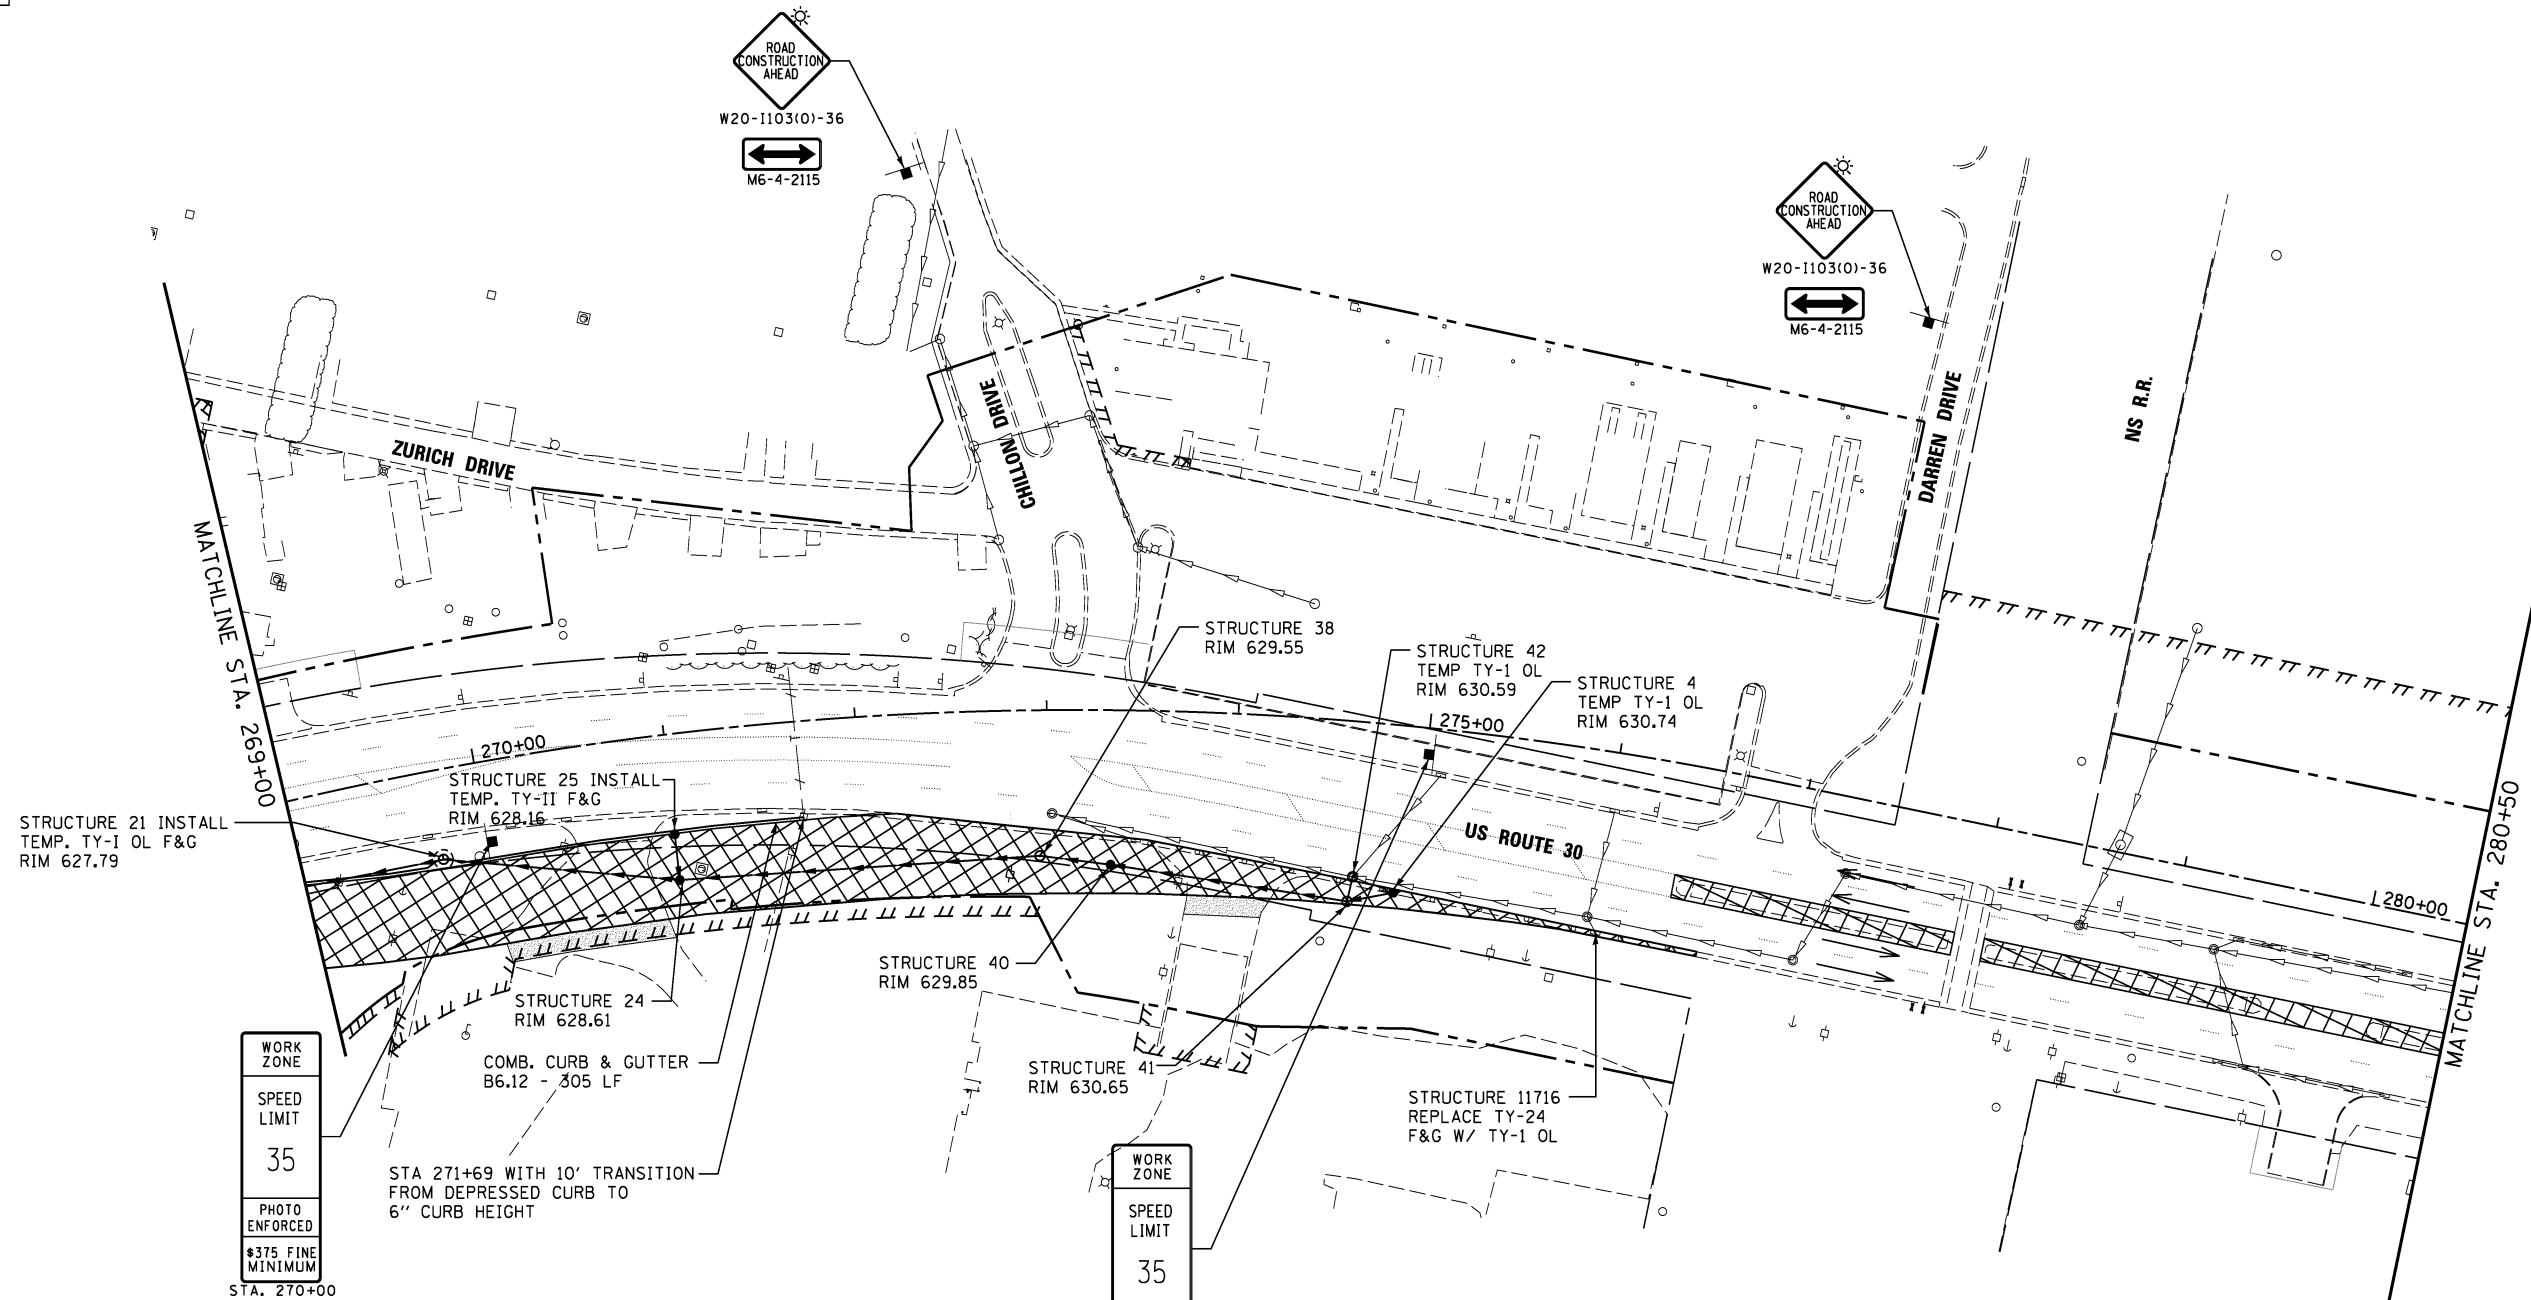 ROAD
CONSTRUCTION
AHEAD
W20-I103(O)-36
M6-4-2115
ROAD
CONSTRUCTION
AHEAD
W20-I103(O)-36
M6-4-2115
CHILLON DRIVE
DARREN DRIVE
NS R.R.
ZURICH DRIVE
MATCHLINE STA. 269+00
STRUCTURE 38
RIM 629.55
STRUCTURE 42
TEMP TY-1 OL
RIM 630.59
STRUCTURE 4
TEMP TY-1 OL
RIM 630.74
270+00
275+00
280+00
STRUCTURE 25 INSTALL
TEMP. TY-II F&G
RIM 628.16
STRUCTURE 21 INSTALL
TEMP. TY-I OL F&G
RIM 627.79
US ROUTE 30
MATCHLINE STA. 280+50
STRUCTURE 40
RIM 629.85
STRUCTURE 24
RIM 628.61
COMB. CURB & GUTTER
B6.12 - 305 LF
STRUCTURE 41
RIM 630.65
STRUCTURE 11716
REPLACE TY-24
F&G W/ TY-1 OL
STA 271+69 WITH 10' TRANSITION
FROM DEPRESSED CURB TO
6'' CURB HEIGHT
WORK
ZONE
SPEED
LIMIT
35
PHOTO
ENFORCED
$375 FINE
MINIMUM
STA. 270+00
WORK
ZONE
SPEED
LIMIT
35